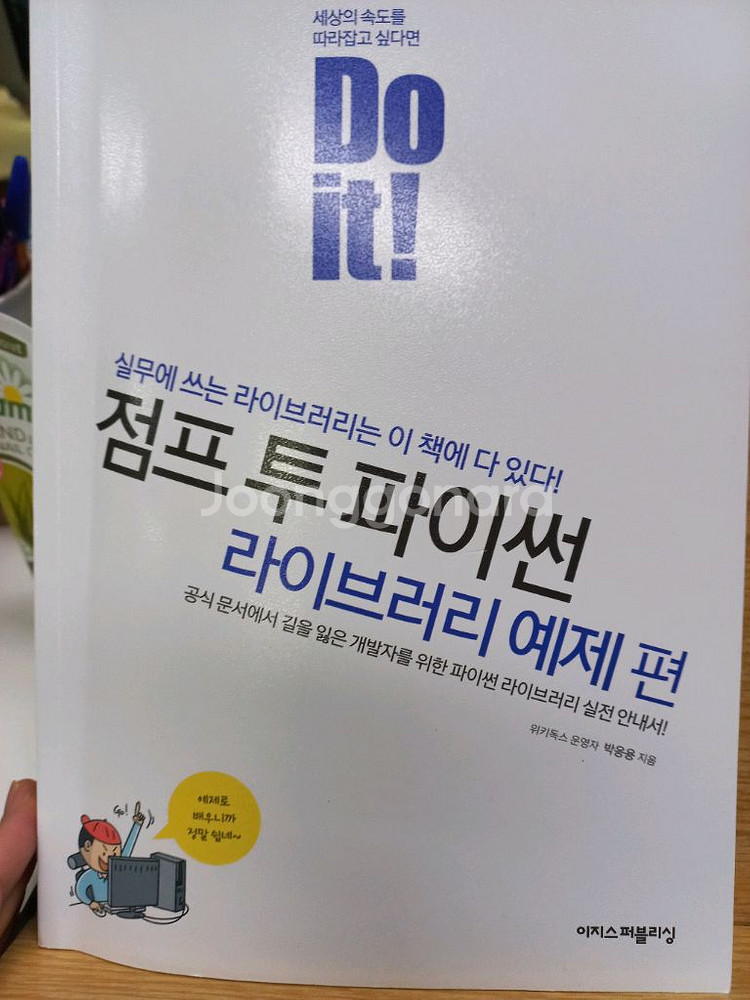 세상의 속도를
따라잡고 싶다면
Do
it!
실무에 쓰는 라이브러리는 이 책에 다 있다!
점프 투 파이썬
Joonggonara
라이브러리 예제 편
공식 문서에서 길을 잃은 개발자를 위한 파이썬 라이브러리 실전 안내서!
위키독스 운영자 박응용 지음
Go!
예제로
배우니까
정말 쉽네~
이지스퍼블리싱